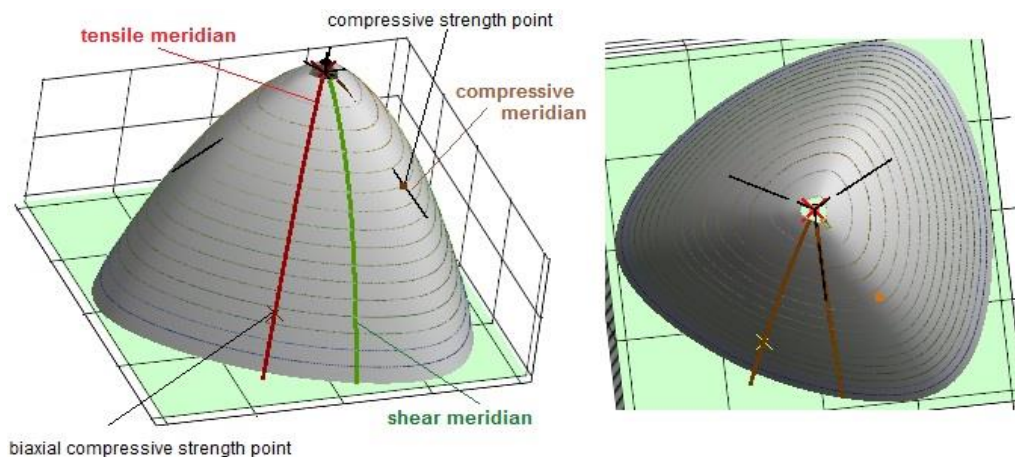 compressive strength point
tensile meridian
compressive
meridian
shear meridian
biaxial compressive strength point